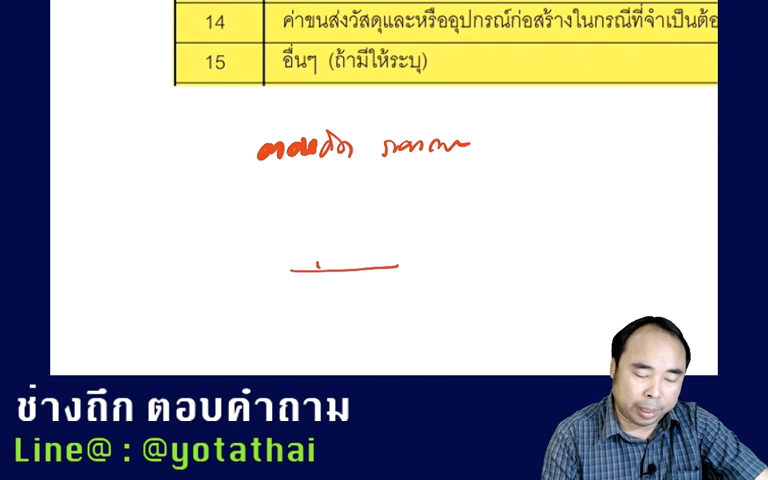 14 ค่าขนส่งวัสดุและหรืออุปกรณ์ก่อสร้างในกรณีที่จำเป็นต้อ
15 อื่นๆ (ถ้ามีให้ระบุ)
ช่างถึก ตอบคำถาม
Line@ : @yotathai